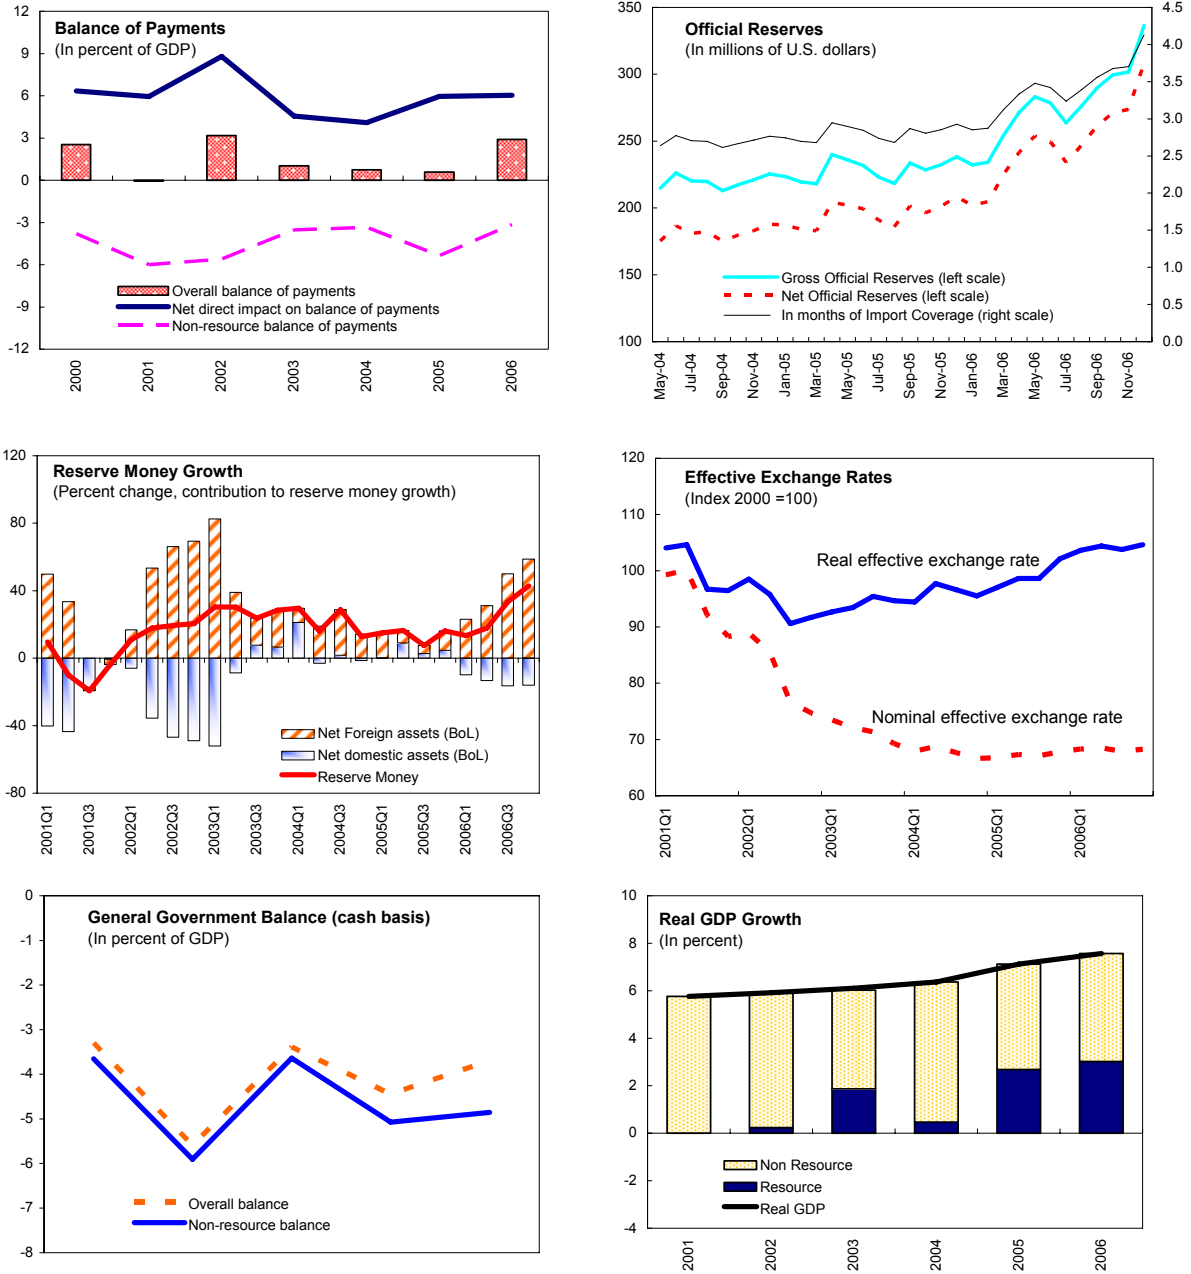 Balance of Payments
(In percent of GDP)
12
9
6
3
0
-3
-6
-9
-12
Overall balance of payments
Net direct impact on balance of payments
Non-resource balance of payments
2000
2001
2002
2003
2004
2005
2006
Official Reserves
(In millions of U.S. dollars)
350
300
250
200
150
100
4.5
4.0
3.5
3.0
2.5
2.0
1.5
1.0
0.5
0.0
Gross Official Reserves (left scale)
Net Official Reserves (left scale)
In months of Import Coverage (right scale)
May-04
Jul-04
Sep-04
Nov-04
Jan-05
Mar-05
May-05
Jul-05
Sep-05
Nov-05
Jan-06
Mar-06
May-06
Jul-06
Sep-06
Nov-06
Reserve Money Growth
(Percent change, contribution to reserve money growth)
120
80
40
0
-40
-80
Net Foreign assets (BoL)
Net domestic assets (BoL)
Reserve Money
2001Q1
2001Q3
2002Q1
2002Q3
2003Q1
2003Q3
2004Q1
2004Q3
2005Q1
2005Q3
2006Q1
2006Q3
Effective Exchange Rates
(Index 2000 =100)
120
110
100
90
80
70
60
Real effective exchange rate
Nominal effective exchange rate
2001Q1
2002Q1
2003Q1
2004Q1
2005Q1
2006Q1
General Government Balance (cash basis)
(In percent of GDP)
0
-1
-2
-3
-4
-5
-6
-7
-8
Overall balance
Non-resource balance
Real GDP Growth
(In percent)
10
8
6
4
2
0
-2
-4
Non Resource
Resource
Real GDP
2001
2002
2003
2004
2005
2006